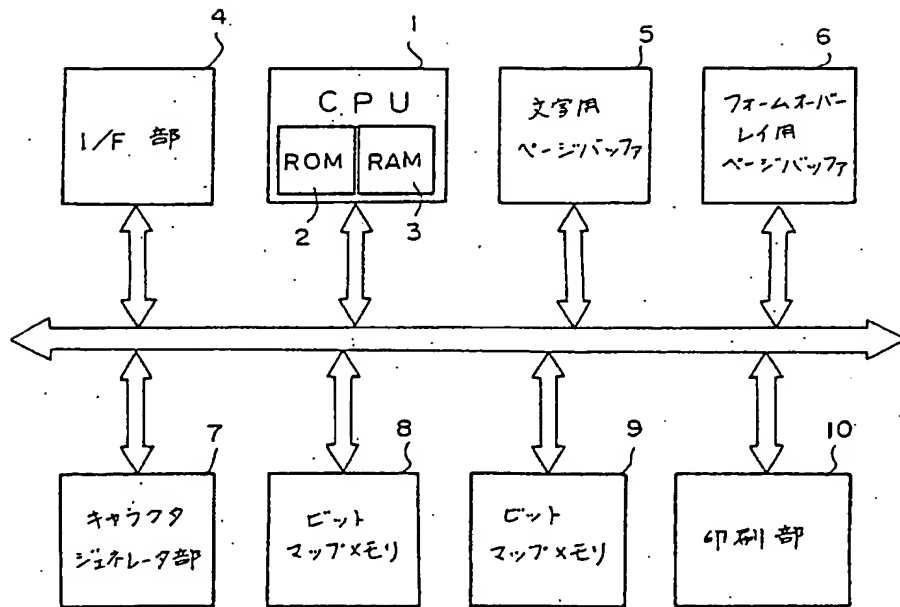 4
1
5
6
I/F 部
CPU
ROM
RAM
2
3
文字用
ページバッファ
フォームオーバー
レイ用
ページバッファ
7
8
9
10
キャラクタ
ジェネレータ部
ビット
マップメモリ
ビット
マップメモリ
印刷部